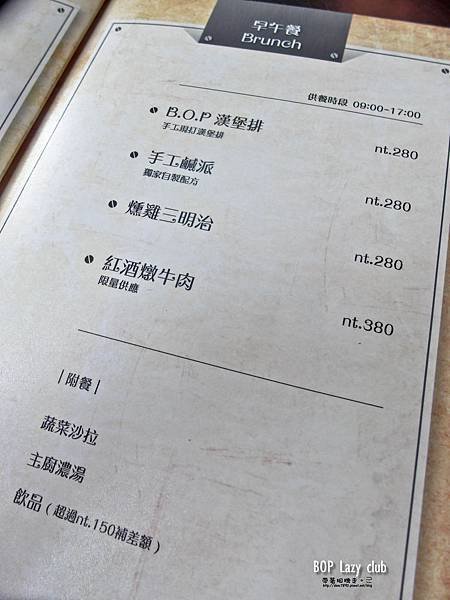 早午餐
Brunch
供餐時段 09:00-17:00
B.O.P 漢堡排 nt.280
手工現打漢堡排
手工鹹派 nt.280
獨家自製配方
燻雞三明治 nt.280
紅酒燉牛肉 nt.380
限量供應
|附餐|
蔬菜沙拉
主廚濃湯
飲品(超過nt.150補差額)
BOP Lazy club